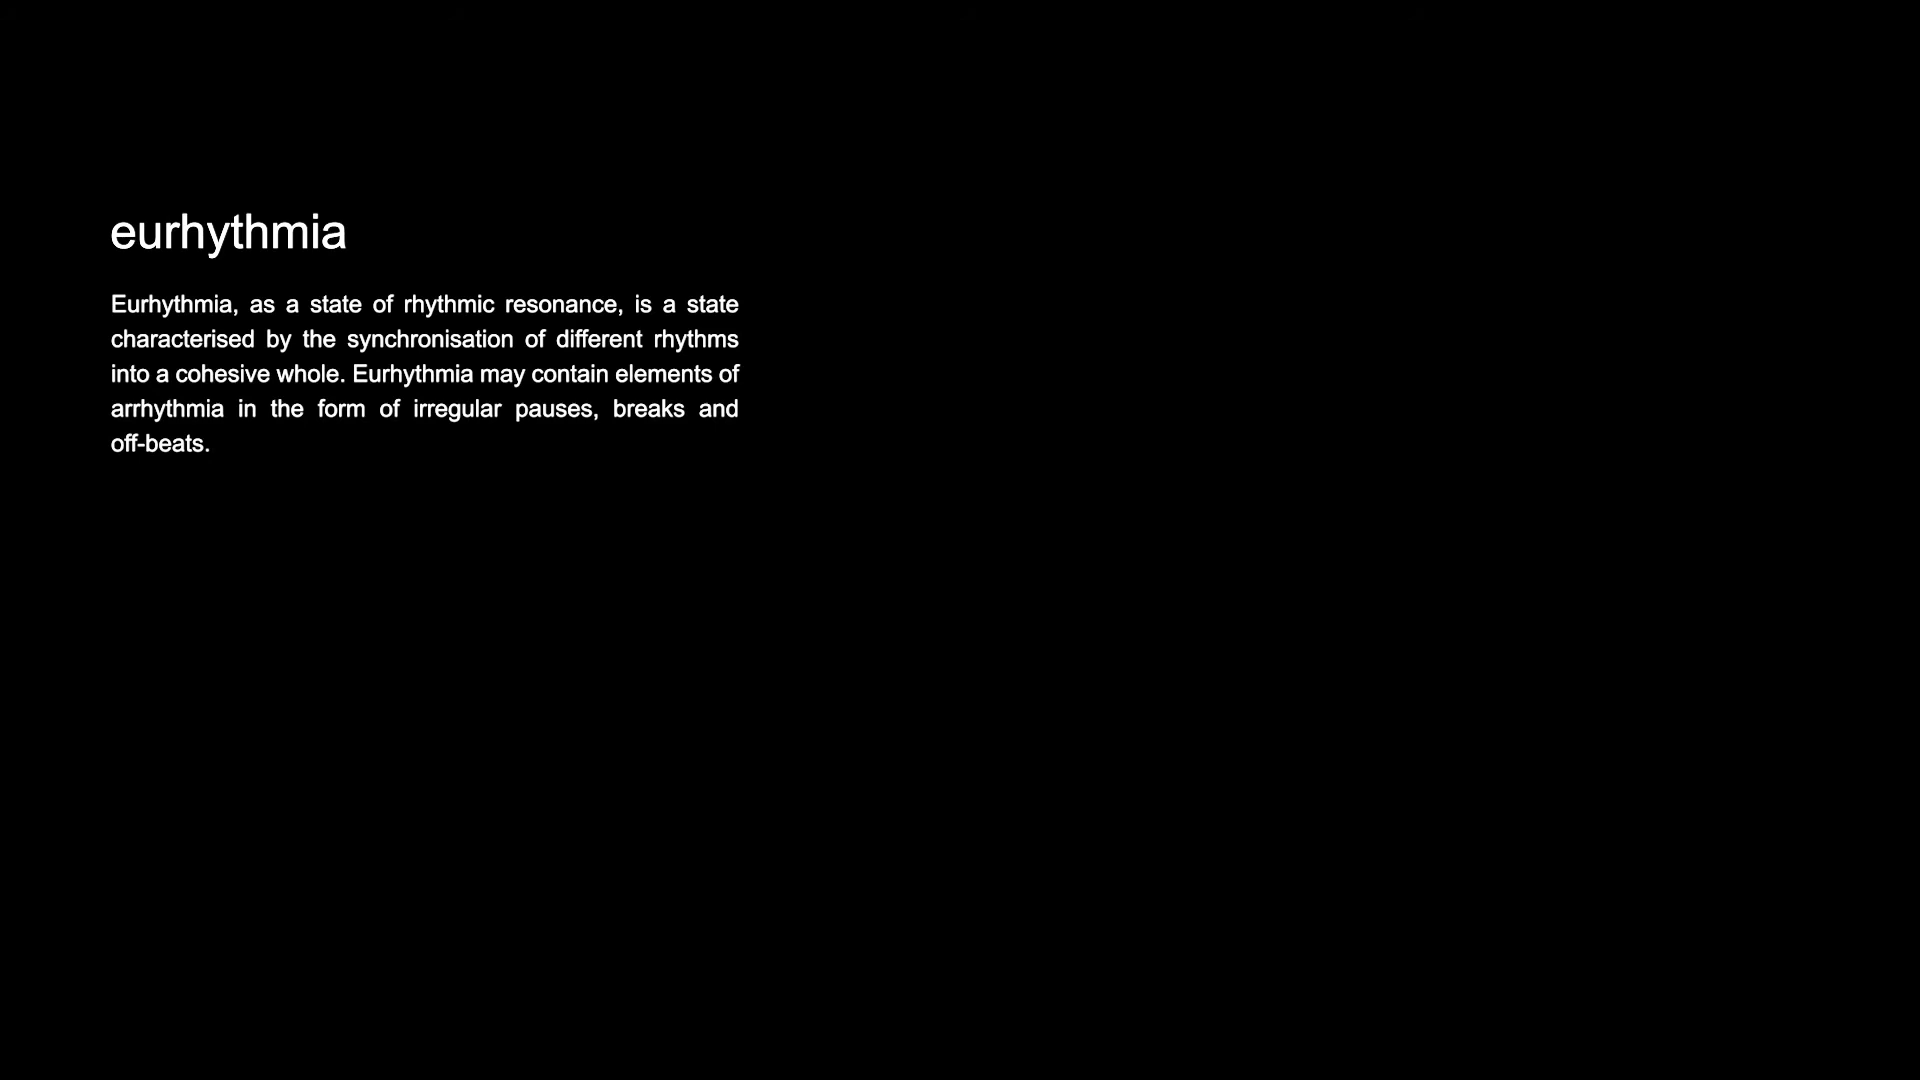 eurhythmia
Eurhythmia, as a state of rhythmic resonance, is a state
characterised by the synchronisation of different rhythms
into a cohesive whole. Eurhythmia may contain elements of
arrhythmia in the form of irregular pauses, breaks and
off-beats.